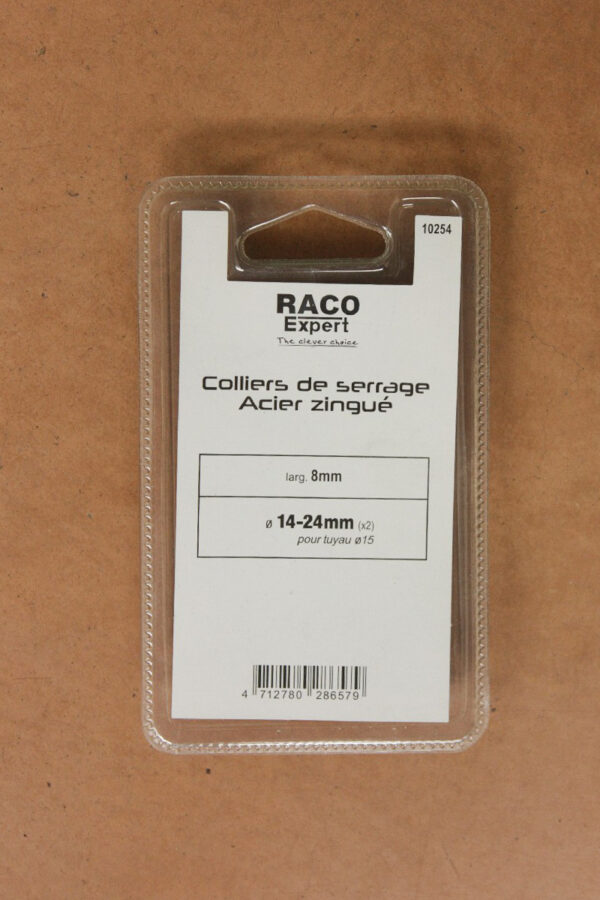 10254
RACO
Expert
The clever choice
Colliers de serrage
Acier zingué
larg. 8mm
ø 14-24mm (x2)
pour tuyau ø15
4 712780 286579